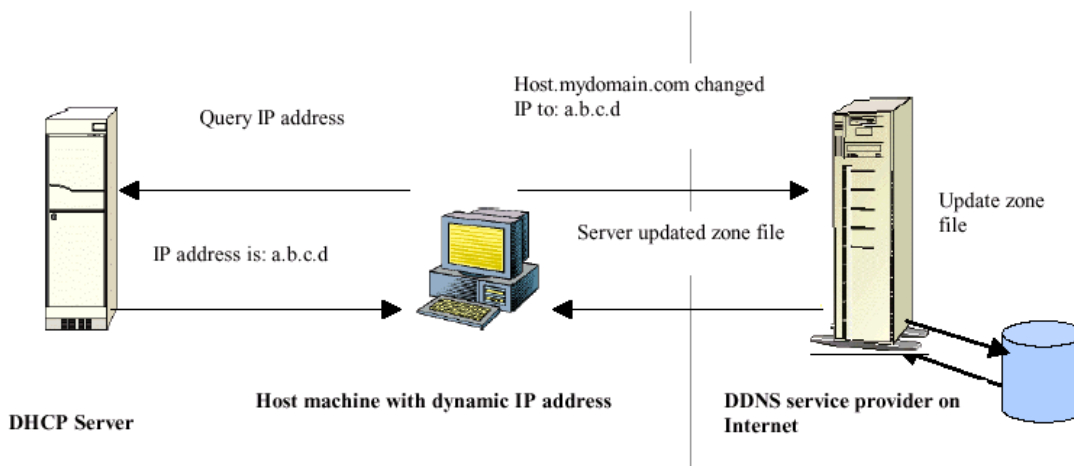 Host.mydomain.com changed
IP to: a.b.c.d
Query IP address
Update zone
file
Server updated zone file
IP address is: a.b.c.d
Host machine with dynamic IP address
DDNS service provider on
Internet
DHCP Server